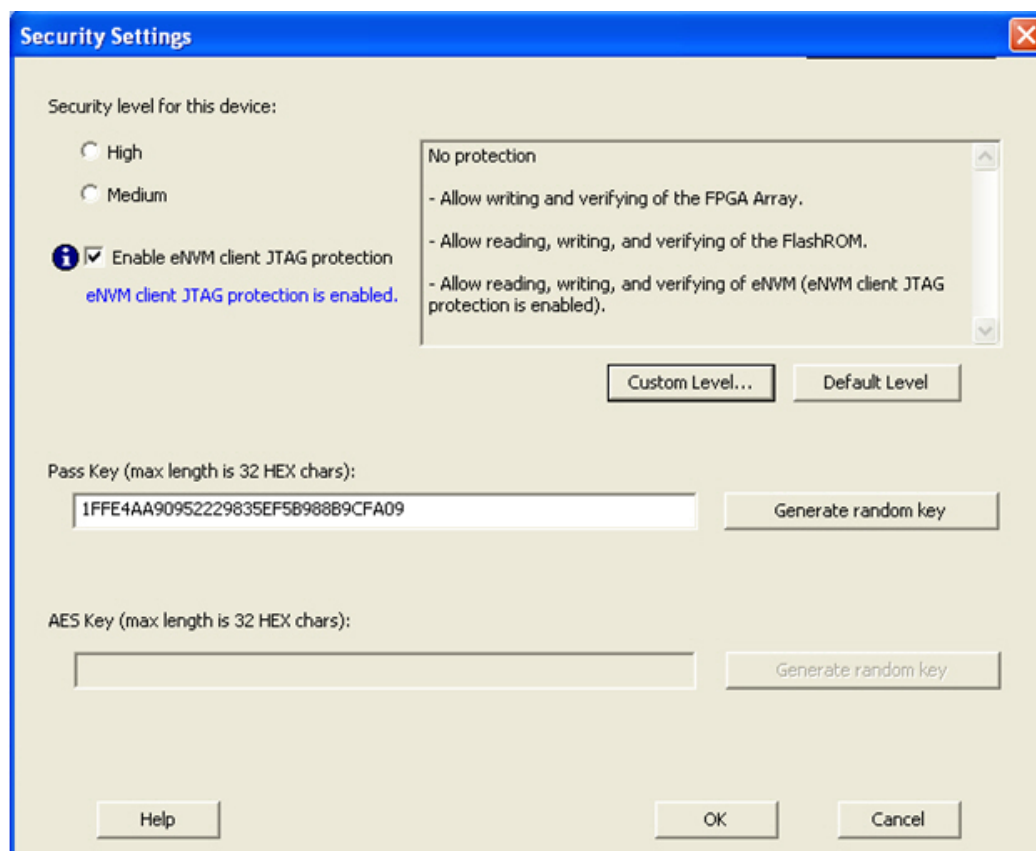 Security Settings
Security level for this device:
High
Medium
Enable eNVM client JTAG protection
eNVM client JTAG protection is enabled.
No protection
- Allow writing and verifying of the FPGA Array.
- Allow reading, writing, and verifying of the FlashROM.
- Allow reading, writing, and verifying of eNVM (eNVM client JTAG
protection is enabled).
Custom Level...
Default Level
Pass Key (max length is 32 HEX chars):
1FFE4AA90952229835EF5B988B9CFA09
Generate random key
AES Key (max length is 32 HEX chars):
Generate random key
Help
OK
Cancel